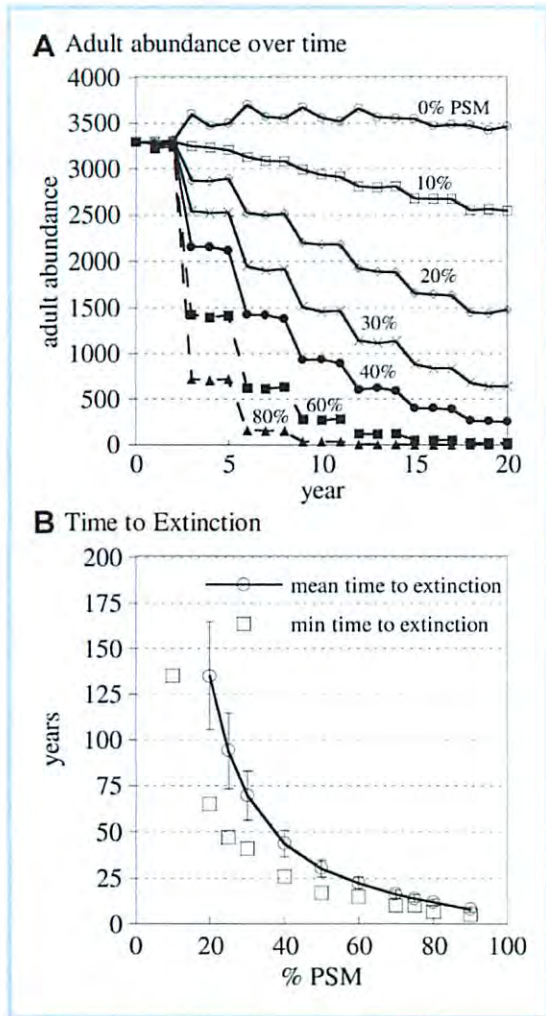 A Adult abundance over time
4000
3500
3000
2500
2000
1500
1000
500
0
adult abundance
0% PSM
10%
20%
30%
40%
60%
80%
0 5 10 15 20
year
B Time to Extinction
200
175
150
125
100
75
50
25
0
years
mean time to extinction
min time to extinction
0 20 40 60 80 100
% PSM